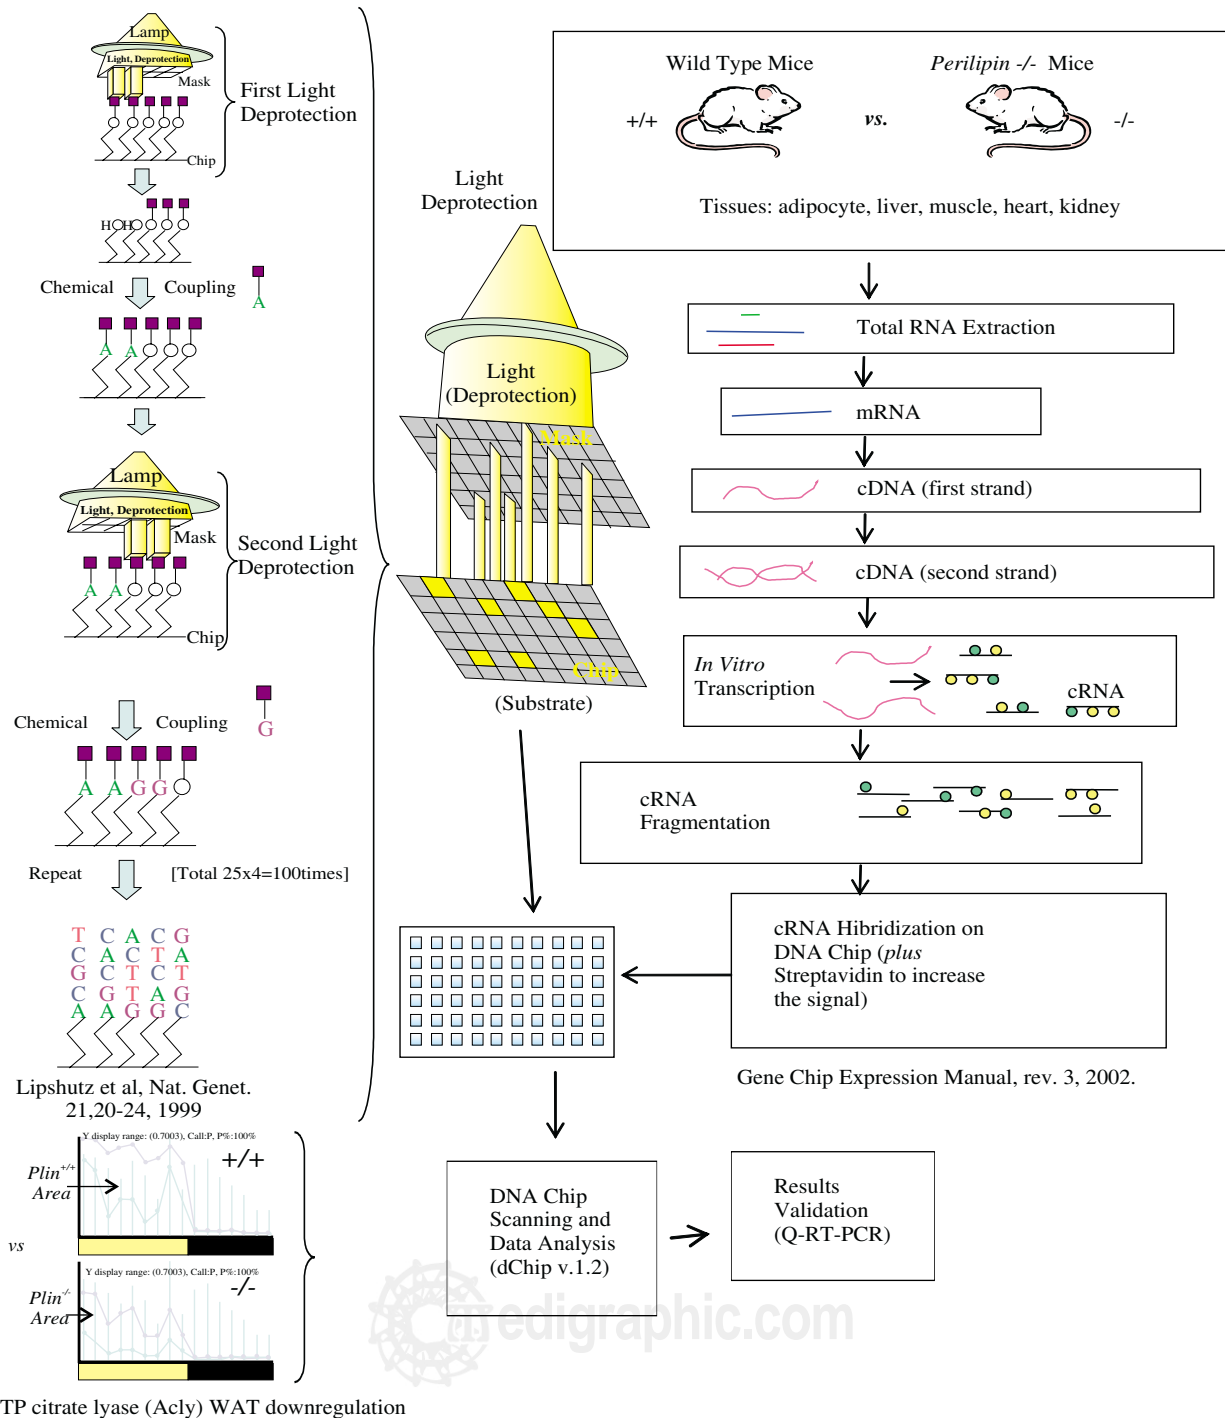 Lamp
Light, Deprotection
Mask
Chip
First Light
Deprotection
H H
Chemical Coupling
A
A A
Lamp
Light, Deprotection
Mask
A A
Chip
Second Light
Deprotection
Chemical Coupling
G
A A G G
Repeat [Total 25x4=100times]
T C A C G
C A C T A
G C T C T
C G T A G
A A G G C
Lipshutz et al, Nat. Genet.
21,20-24, 1999
Y display range: (0.7003), Call:P, P%:100%
+/+
Plin+/+
Area
vs
Y display range: (0.7003), Call:P, P%:100%
-/-
Plin-/-
Area
TP citrate lyase (Acly) WAT downregulation
Light
Deprotection
Light
(Deprotection)
Mask
Chip
(Substrate)
Wild Type Mice
Perilipin -/- Mice
+/+
vs.
-/-
Tissues: adipocyte, liver, muscle, heart, kidney
Total RNA Extraction
mRNA
cDNA (first strand)
cDNA (second strand)
In Vitro
Transcription
cRNA
cRNA
Fragmentation
cRNA Hibridization on
DNA Chip (plus
Streptavidin to increase
the signal)
Gene Chip Expression Manual, rev. 3, 2002.
DNA Chip
Scanning and
Data Analysis
(dChip v.1.2)
Results
Validation
(Q-RT-PCR)
medigraphic.com